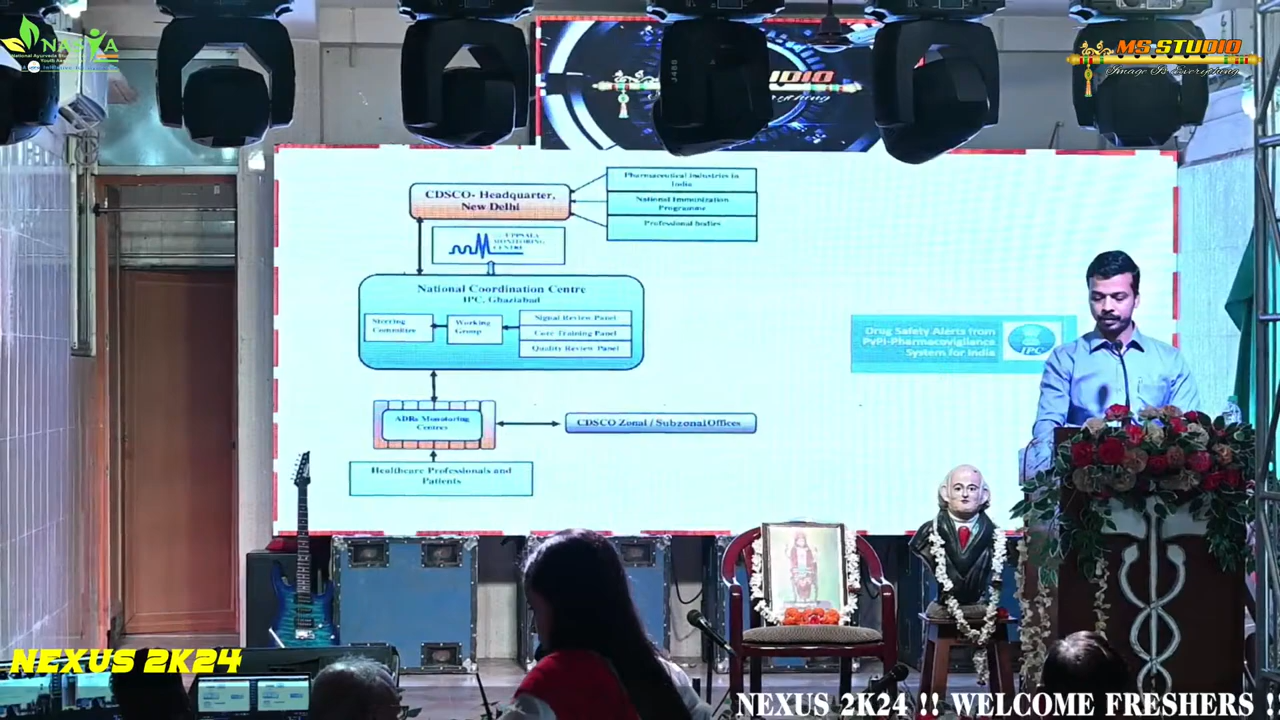 MS STUDIO
Image Is Everything
CDSCO- Headquarter,
New Delhi
Pharmaceutical Industries in
India
National Immunization
Programme
Professional bodies
UPPSALA
MONITORING
CENTRE
National Coordination Centre
IPC, Ghaziabad
Steering
Committee
Working
Group
Signal Review Panel
Core Training Panel
Quality Review Panel
Drug Safety Alerts from
PvPI-Pharmacovigilance
System for India
IPC
ADRs Monitoring
Centres
CDSCO Zonal / Subzonal Offices
Healthcare Professionals and
Patients
NEXUS 2K24
NEXUS 2K24 !! WELCOME FRESHERS !!